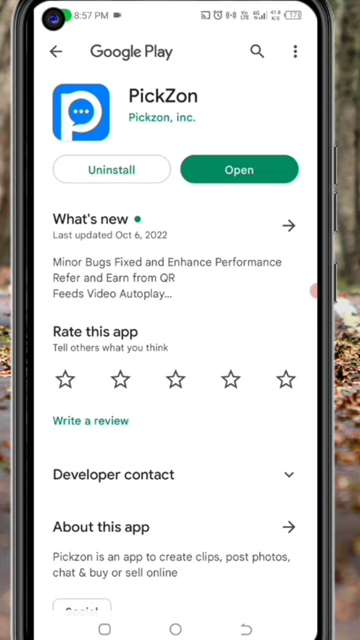 8:57 PM
Google Play
PickZon
Pickzon, inc.
Uninstall
Open
What's new
Last updated Oct 6, 2022
Minor Bugs Fixed and Enhance Performance
Refer and Earn from QR
Feeds Video Autoplay...
Rate this app
Tell others what you think
Write a review
Developer contact
About this app
Pickzon is an app to create clips, post photos,
chat & buy or sell online
Social